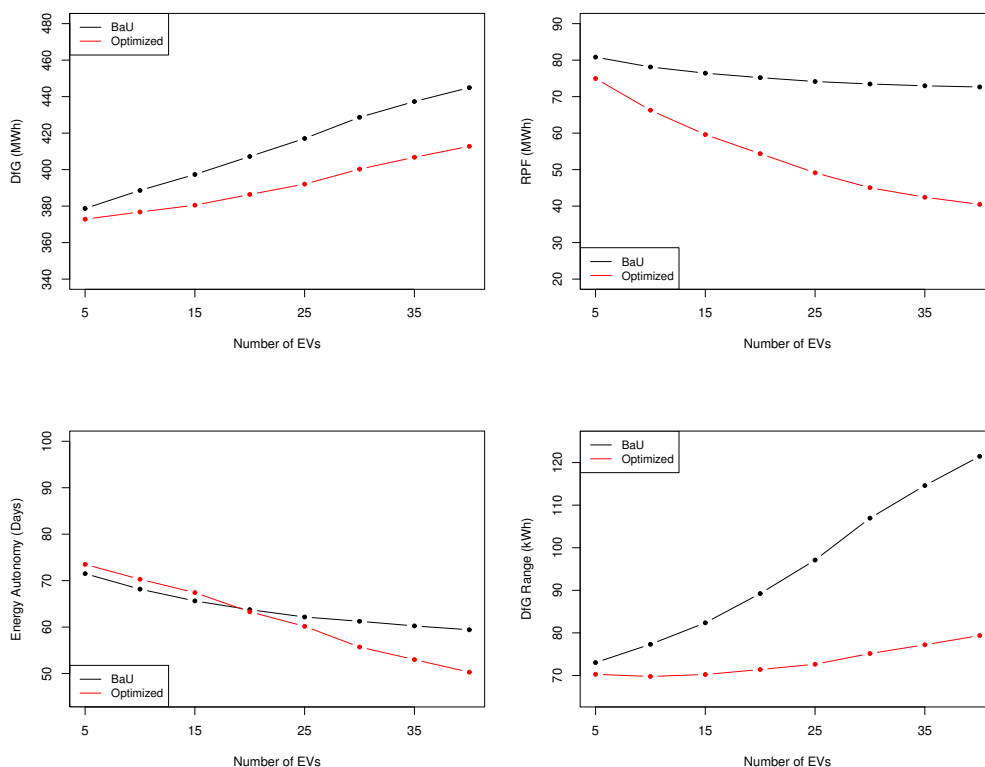 BaU
Optimized
DfG (MWh)
480
460
440
420
400
380
360
340
5
15
25
35
Number of EVs
BaU
Optimized
RPF (MWh)
90
80
70
60
50
40
30
20
5
15
25
35
Number of EVs
BaU
Optimized
Energy Autonomy (Days)
100
90
80
70
60
50
5
15
25
35
Number of EVs
BaU
Optimized
DfG Range (kWh)
120
110
100
90
80
70
5
15
25
35
Number of EVs